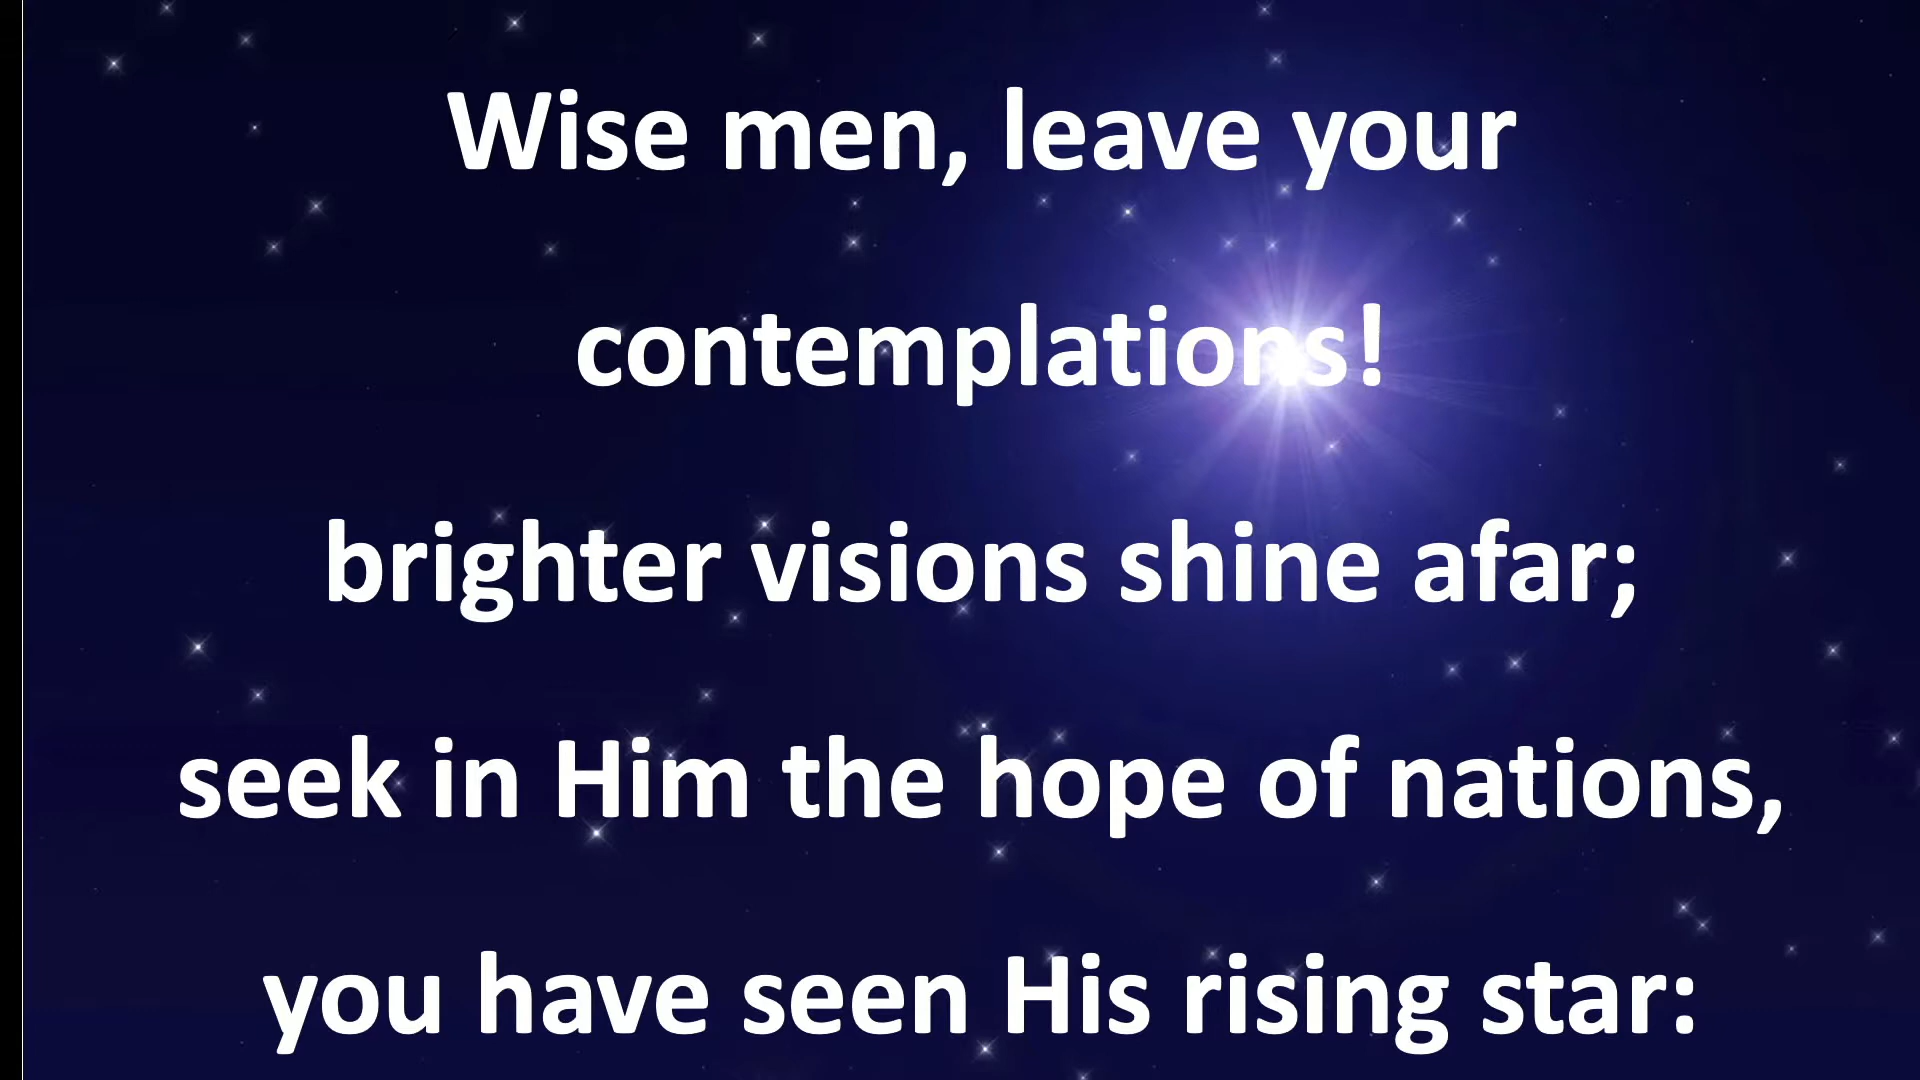 Wise men, leave your
contemplations!
brighter visions shine afar;
seek in Him the hope of nations,
you have seen His rising star: